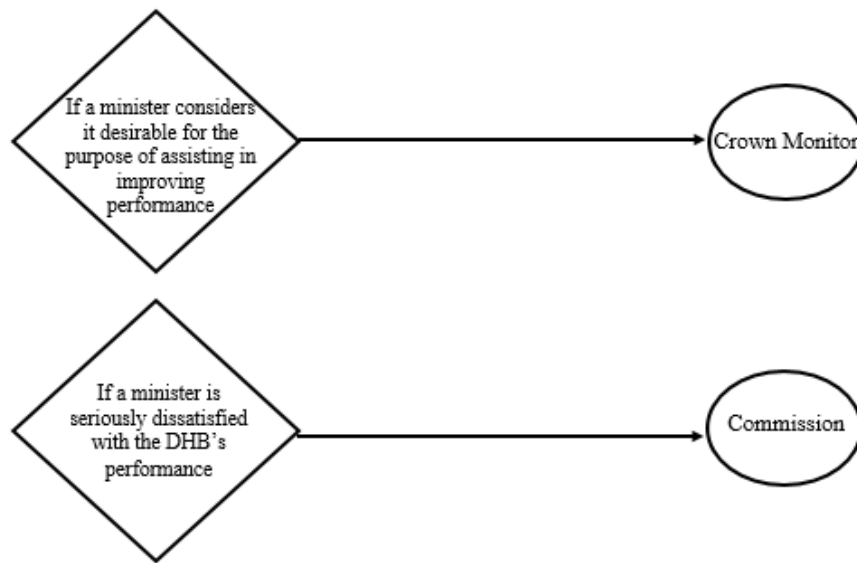 If a minister considers
it desirable for the
purpose of assisting in
improving
performance
Crown Monitor
If a minister is
seriously dissatisfied
with the DHB’s
performance
Commission